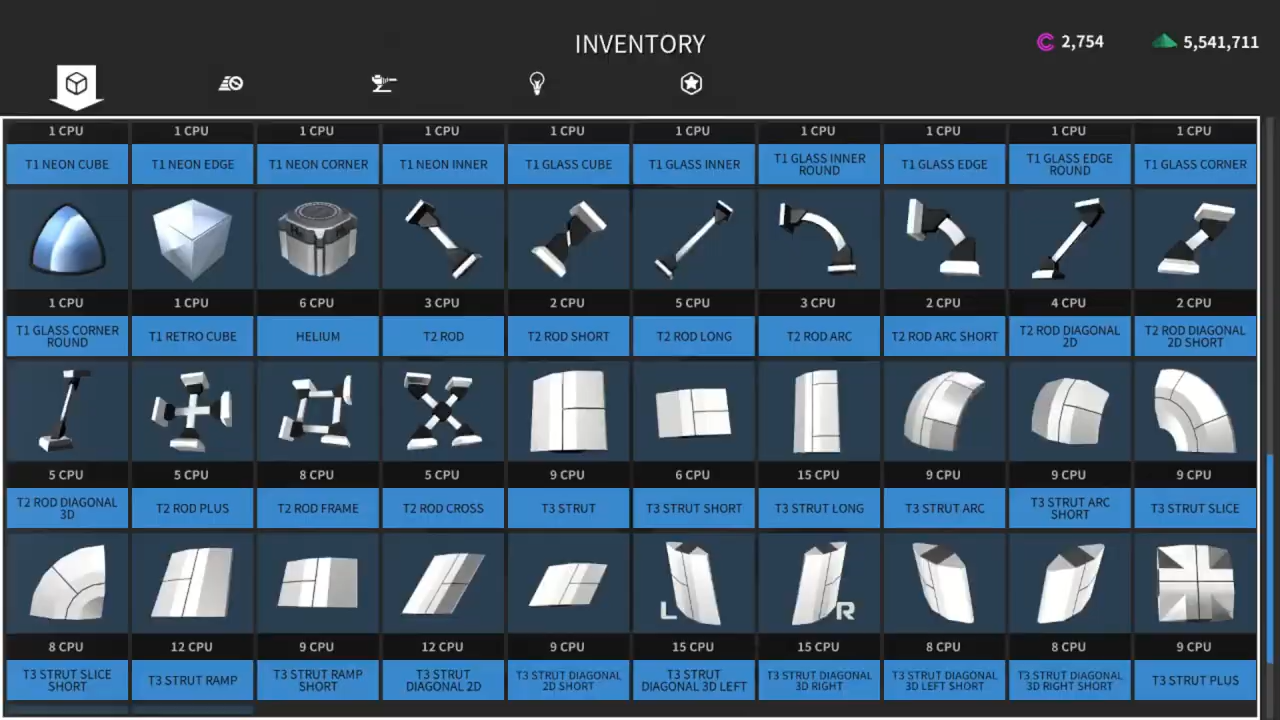 INVENTORY
2,754
5,541,711
1 CPU 1 CPU 1 CPU 1 CPU 1 CPU 1 CPU 1 CPU 1 CPU 1 CPU 1 CPU
T1 NEON CUBE
T1 NEON EDGE
T1 NEON CORNER
T1 NEON INNER
T1 GLASS CUBE
T1 GLASS INNER
T1 GLASS INNER
ROUND
T1 GLASS EDGE
T1 GLASS EDGE
ROUND
T1 GLASS CORNER
1 CPU 1 CPU 6 CPU 3 CPU 2 CPU 5 CPU 3 CPU 2 CPU 4 CPU 2 CPU
T1 GLASS CORNER
ROUND
T1 RETRO CUBE
HELIUM
T2 ROD
T2 ROD SHORT
T2 ROD LONG
T2 ROD ARC
T2 ROD ARC SHORT
T2 ROD DIAGONAL
2D
T2 ROD DIAGONAL
2D SHORT
5 CPU 5 CPU 8 CPU 5 CPU 9 CPU 6 CPU 15 CPU 9 CPU 9 CPU 9 CPU
T2 ROD DIAGONAL
3D
T2 ROD PLUS
T2 ROD FRAME
T2 ROD CROSS
T3 STRUT
T3 STRUT SHORT
T3 STRUT LONG
T3 STRUT ARC
T3 STRUT ARC
SHORT
T3 STRUT SLICE
L
R
8 CPU 12 CPU 9 CPU 12 CPU 9 CPU 15 CPU 15 CPU 8 CPU 8 CPU 9 CPU
T3 STRUT SLICE
SHORT
T3 STRUT RAMP
T3 STRUT RAMP
SHORT
T3 STRUT
DIAGONAL 2D
T3 STRUT DIAGONAL
2D SHORT
T3 STRUT
DIAGONAL 3D LEFT
T3 STRUT DIAGONAL
3D RIGHT
T3 STRUT DIAGONAL
3D LEFT SHORT
T3 STRUT DIAGONAL
3D RIGHT SHORT
T3 STRUT PLUS